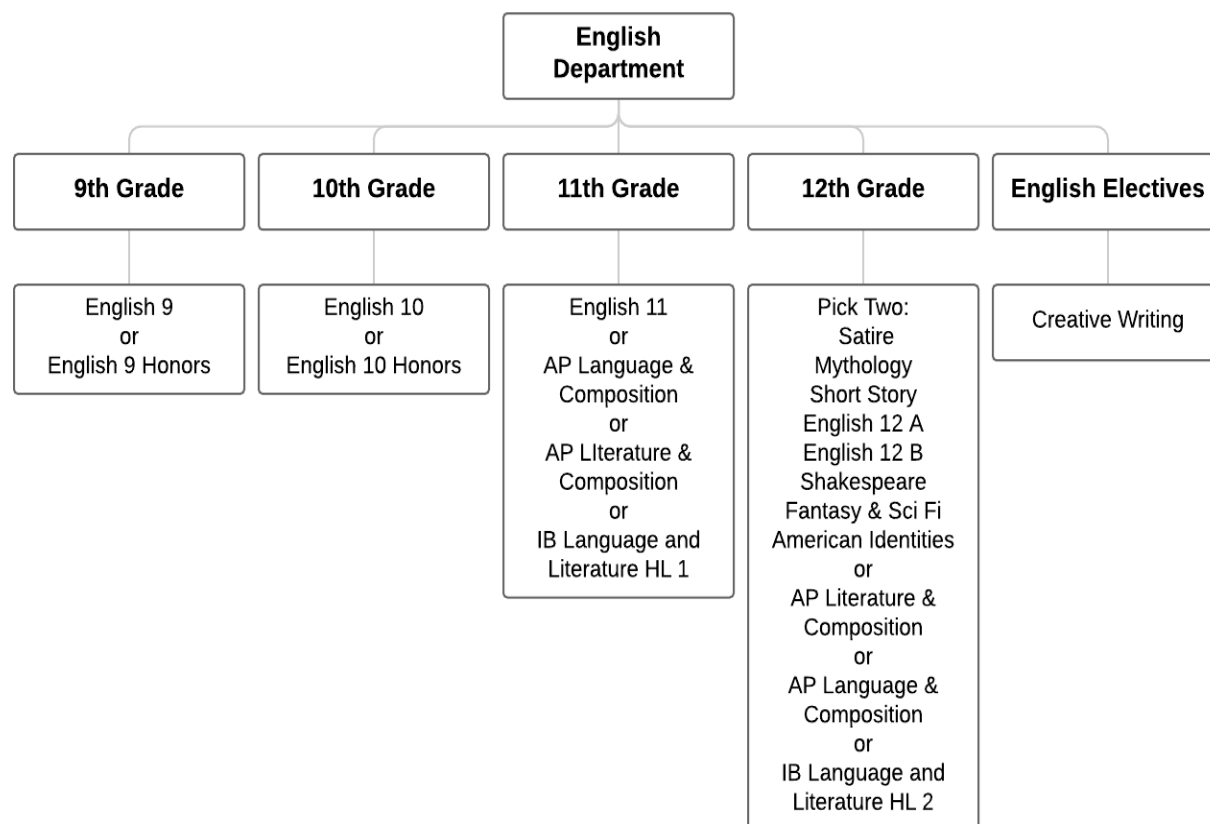 English
Department
9th Grade
10th Grade
11th Grade
12th Grade
English Electives
English 9
or
English 9 Honors
English 10
or
English 10 Honors
English 11
or
AP Language &
Composition
or
AP LIterature &
Composition
or
IB Language and
Literature HL 1
Pick Two:
Satire
Mythology
Short Story
English 12 A
English 12 B
Shakespeare
Fantasy & Sci Fi
American Identities
or
AP Literature &
Composition
or
AP Language &
Composition
or
IB Language and
Literature HL 2
Creative Writing